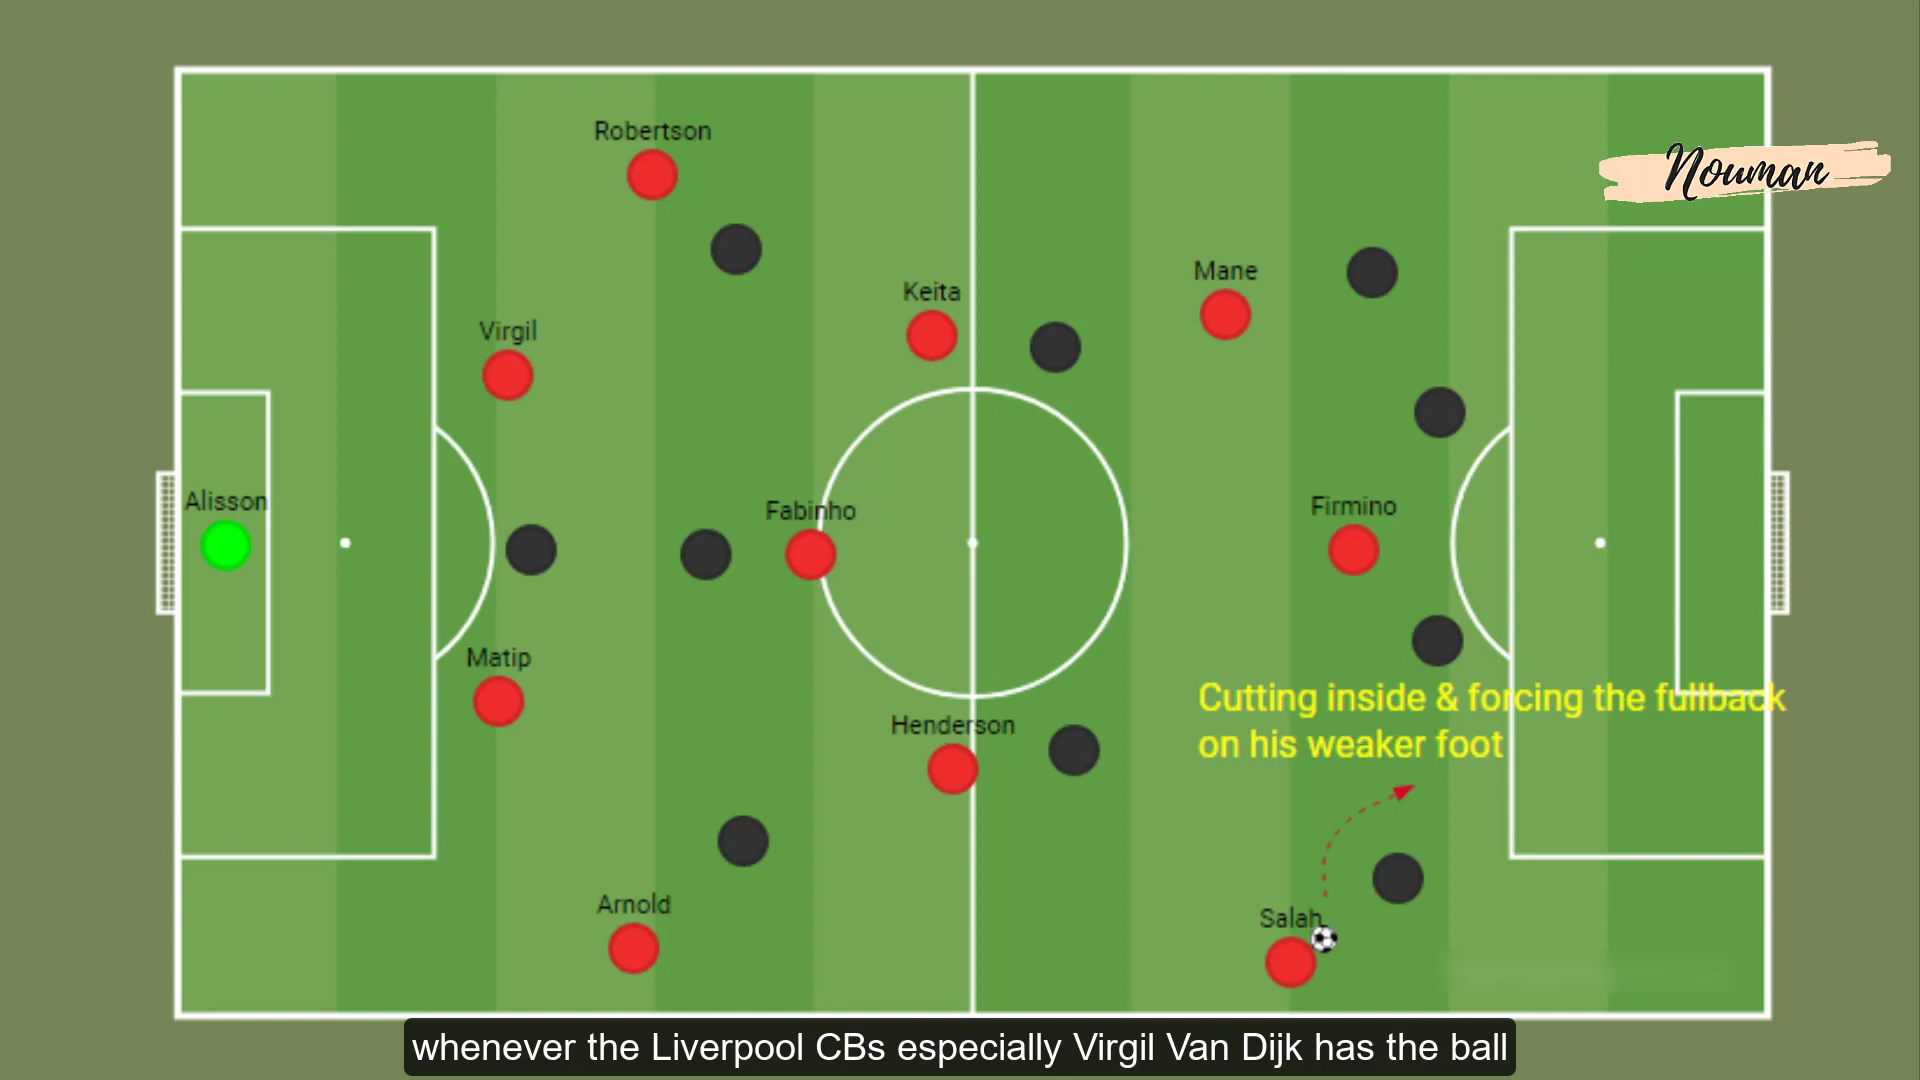 Robertson
Nouman
Mane
Keita
Virgil
Alisson
Fabinho
Firmino
Matip
Cutting inside & forcing the fullback
on his weaker foot
Henderson
Arnold
Salah
whenever the Liverpool CBs especially Virgil Van Dijk has the ball